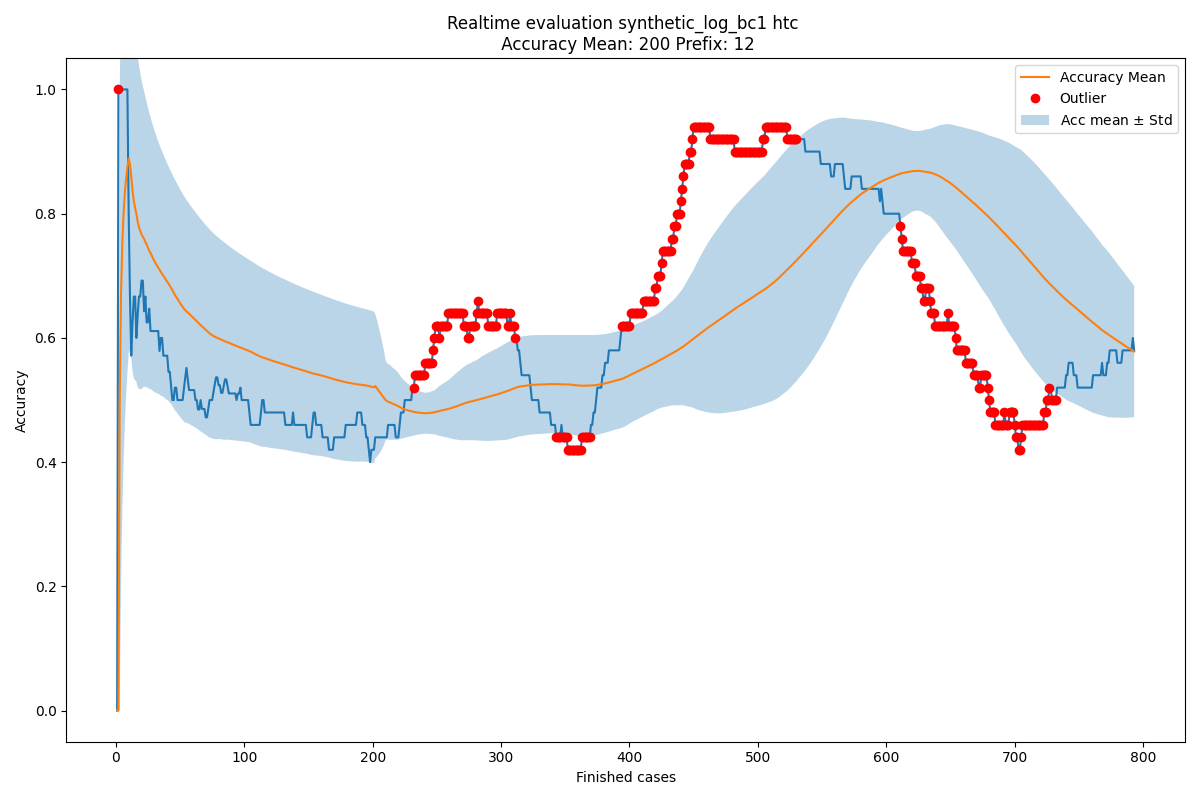 Realtime evaluation synthetic_log_bc1 htc
Accuracy Mean: 200 Prefix: 12
Accuracy Mean
Outlier
Acc mean ± Std
1.0
0.8
0.6
0.4
0.2
0.0
Accuracy
0 100 200 300 400 500 600 700 800
Finished cases